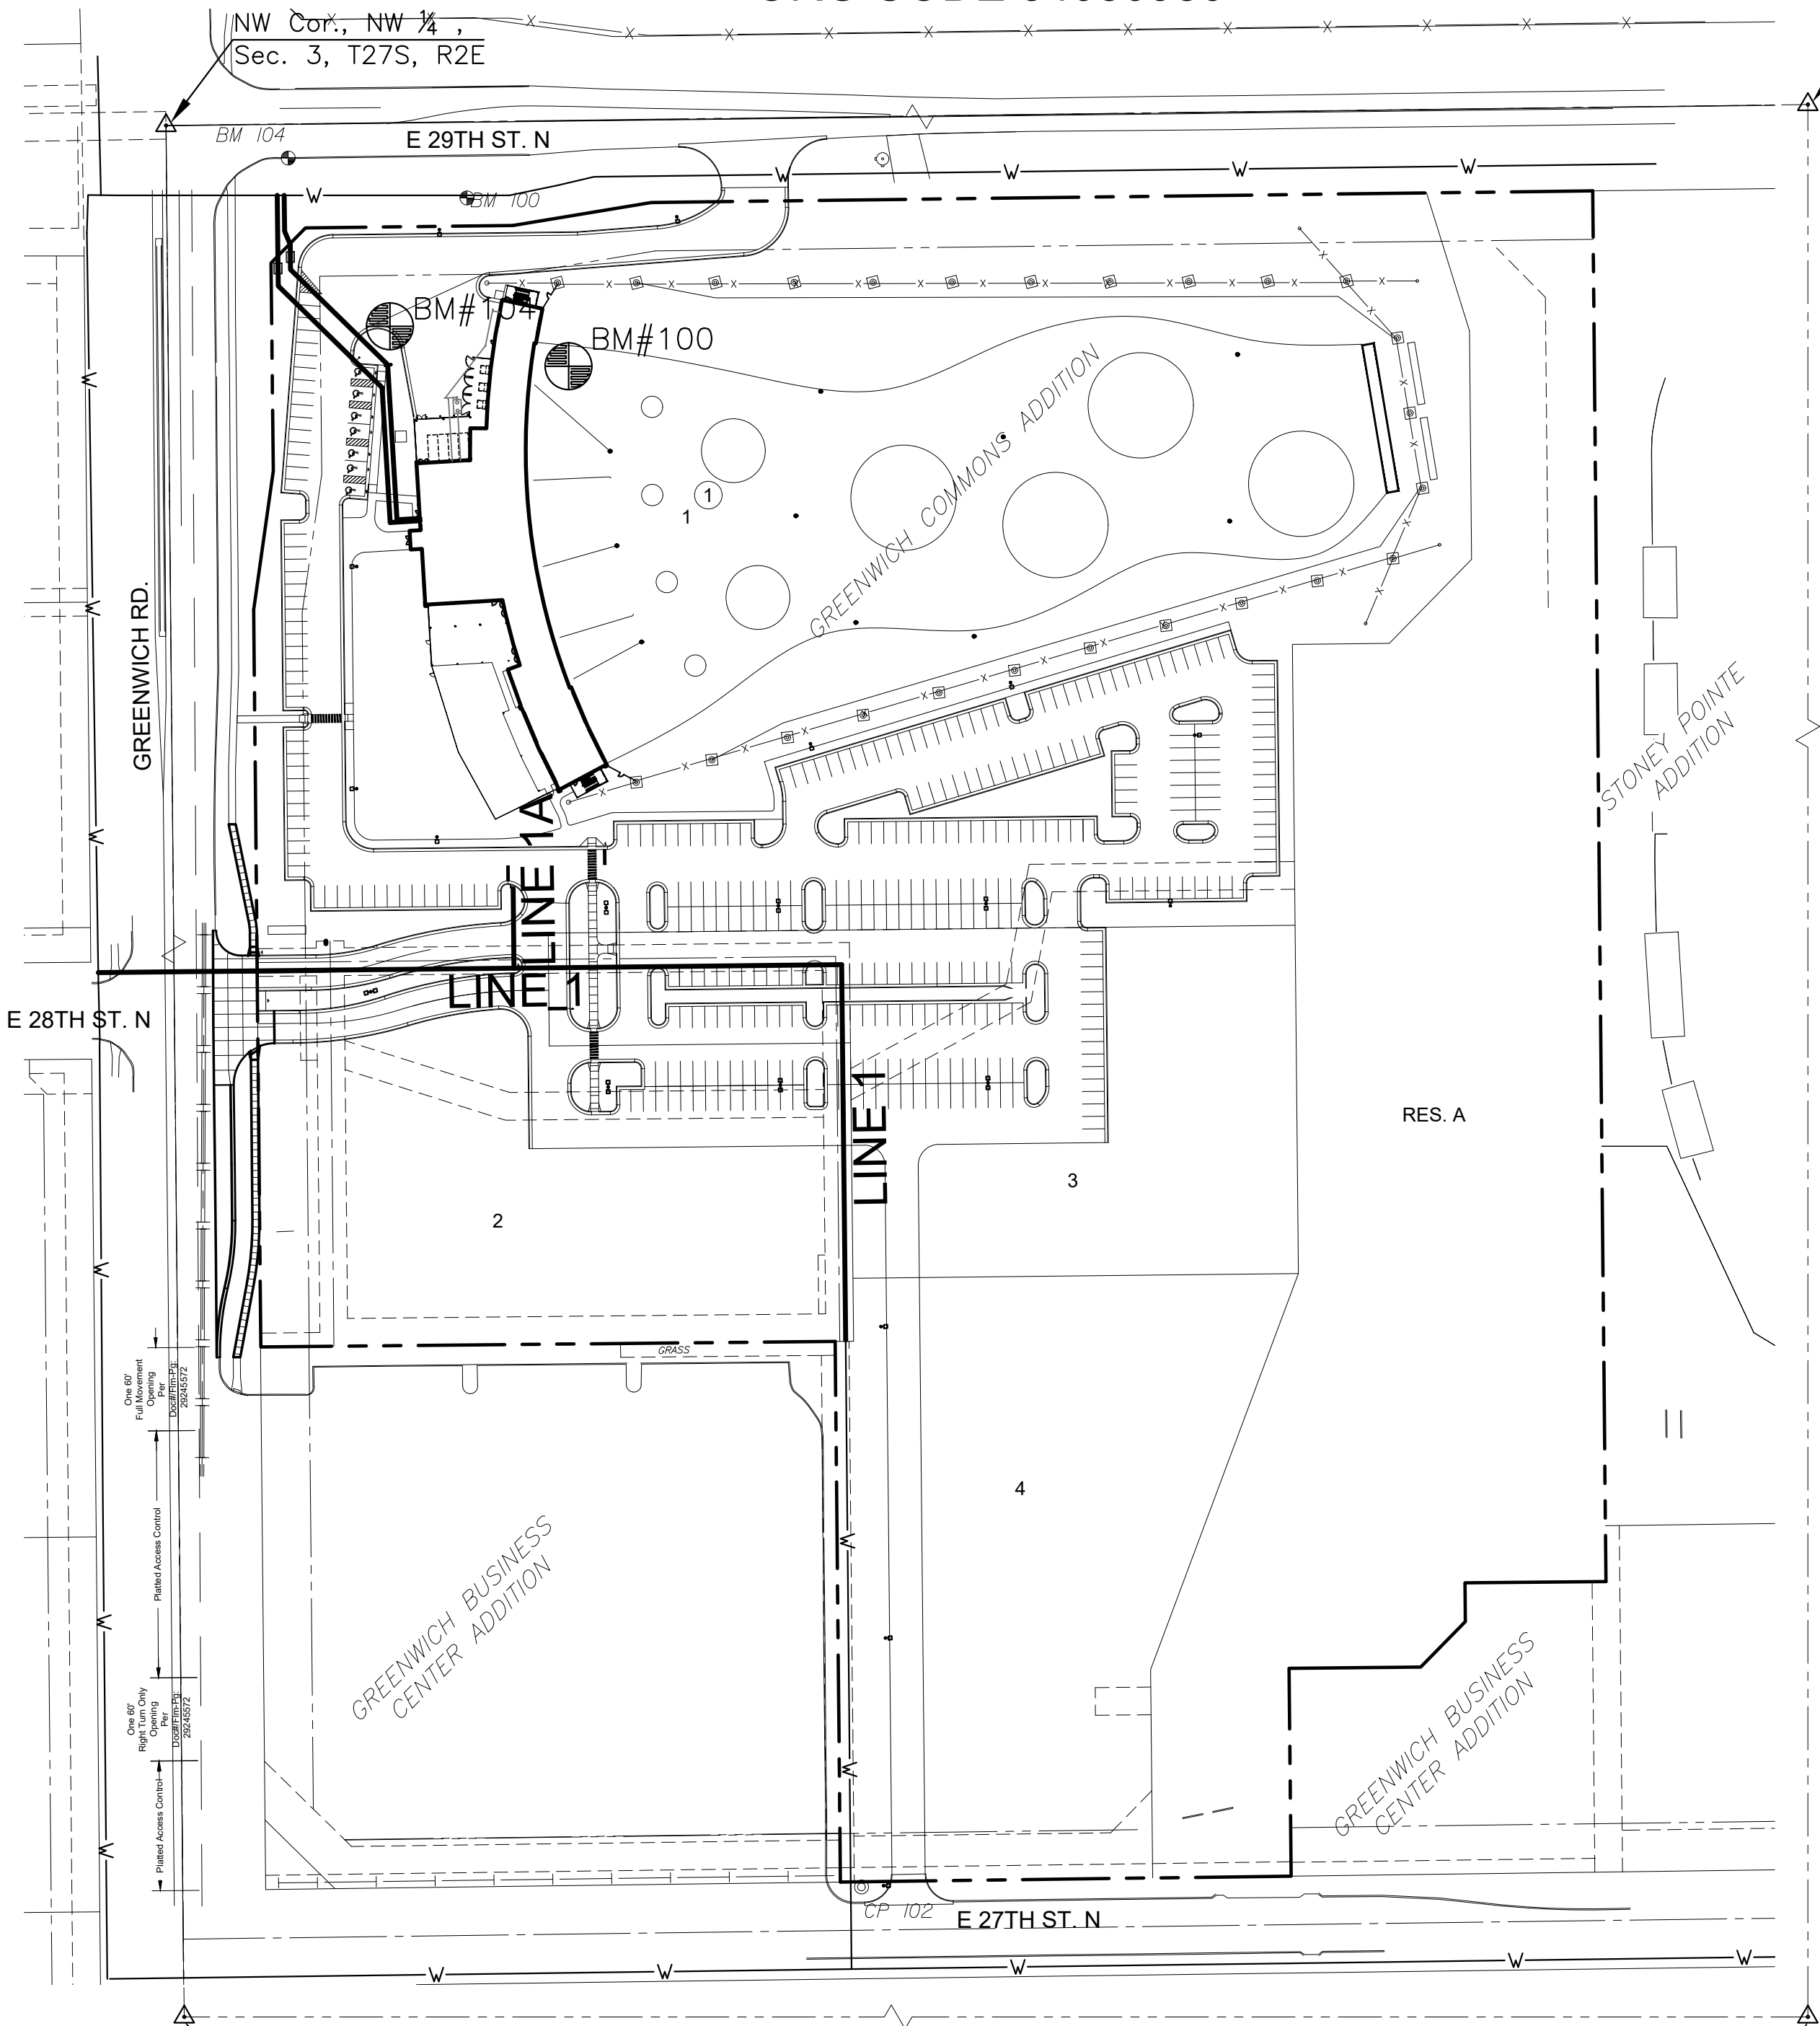 NW Cor., NW ¼ ,
Sec. 3, T27S, R2E
BM 104
E 29TH ST. N
W
W
W
W
W
BM 100
BM#104
BM#100
GREENWICH COMMONS ADDITION
1
1
GREENWICH RD.
W
W
W
STONEY POINTE
ADDITION
LINE 1A
LINE 1
LINE 1
E 28TH ST. N
RES. A
3
2
W
GRASS
One 60'
Full Movement
Opening
Per
Doc#/Flm-Pg:
29245572
Platted Access Control
4
GREENWICH BUSINESS
CENTER ADDITION
W
W
One 60'
Right Turn Only
Opening
Per
Doc#/Flm-Pg:
29245572
Platted Access Control
GREENWICH BUSINESS
CENTER ADDITION
W
W
CP 102
E 27TH ST. N
W
W
W
W
W